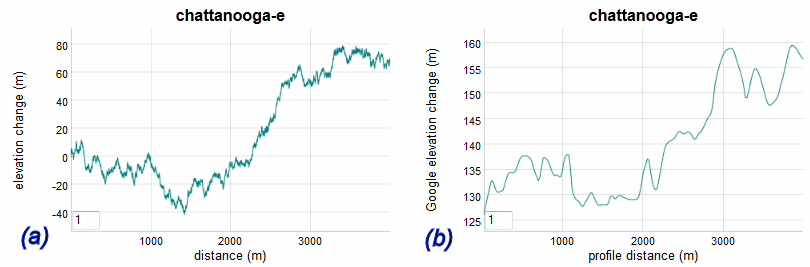 chattanooga-e
elevation change (m)
80
60
40
20
0
-20
-40
1
1000
2000
3000
distance (m)
(a)
chattanooga-e
Google elevation change (m)
160
155
150
145
140
135
130
125
1
1000
2000
3000
profile distance (m)
(b)